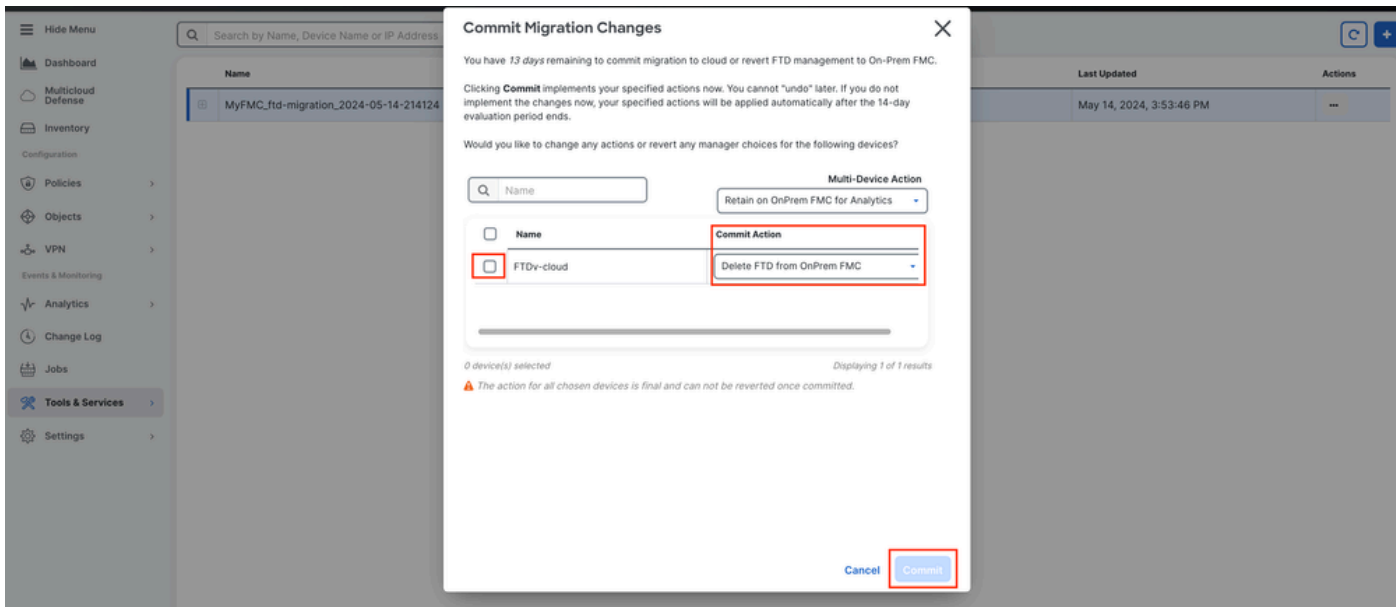 Hide Menu
Dashboard
Multicloud
Defense
Inventory
Configuration
Policies
Objects
VPN
Events & Monitoring
Analytics
Change Log
Jobs
Tools & Services
Settings
Search by Name, Device Name or IP Address
Name
Last Updated
Actions
MyFMC_ftd-migration_2024-05-14-214124
May 14, 2024, 3:53:46 PM
Commit Migration Changes
You have 13 days remaining to commit migration to cloud or revert FTD management to On-Prem FMC.
Clicking Commit implements your specified actions now. You cannot "undo" later. If you do not
implement the changes now, your specified actions will be applied automatically after the 14-day
evaluation period ends.
Would you like to change any actions or revert any manager choices for the following devices?
Multi-Device Action
Name
Retain on OnPrem FMC for Analytics
Name
Commit Action
FTDv-cloud
Delete FTD from OnPrem FMC
0 device(s) selected
Displaying 1 of 1 results
The action for all chosen devices is final and can not be reverted once committed.
Cancel
Commit